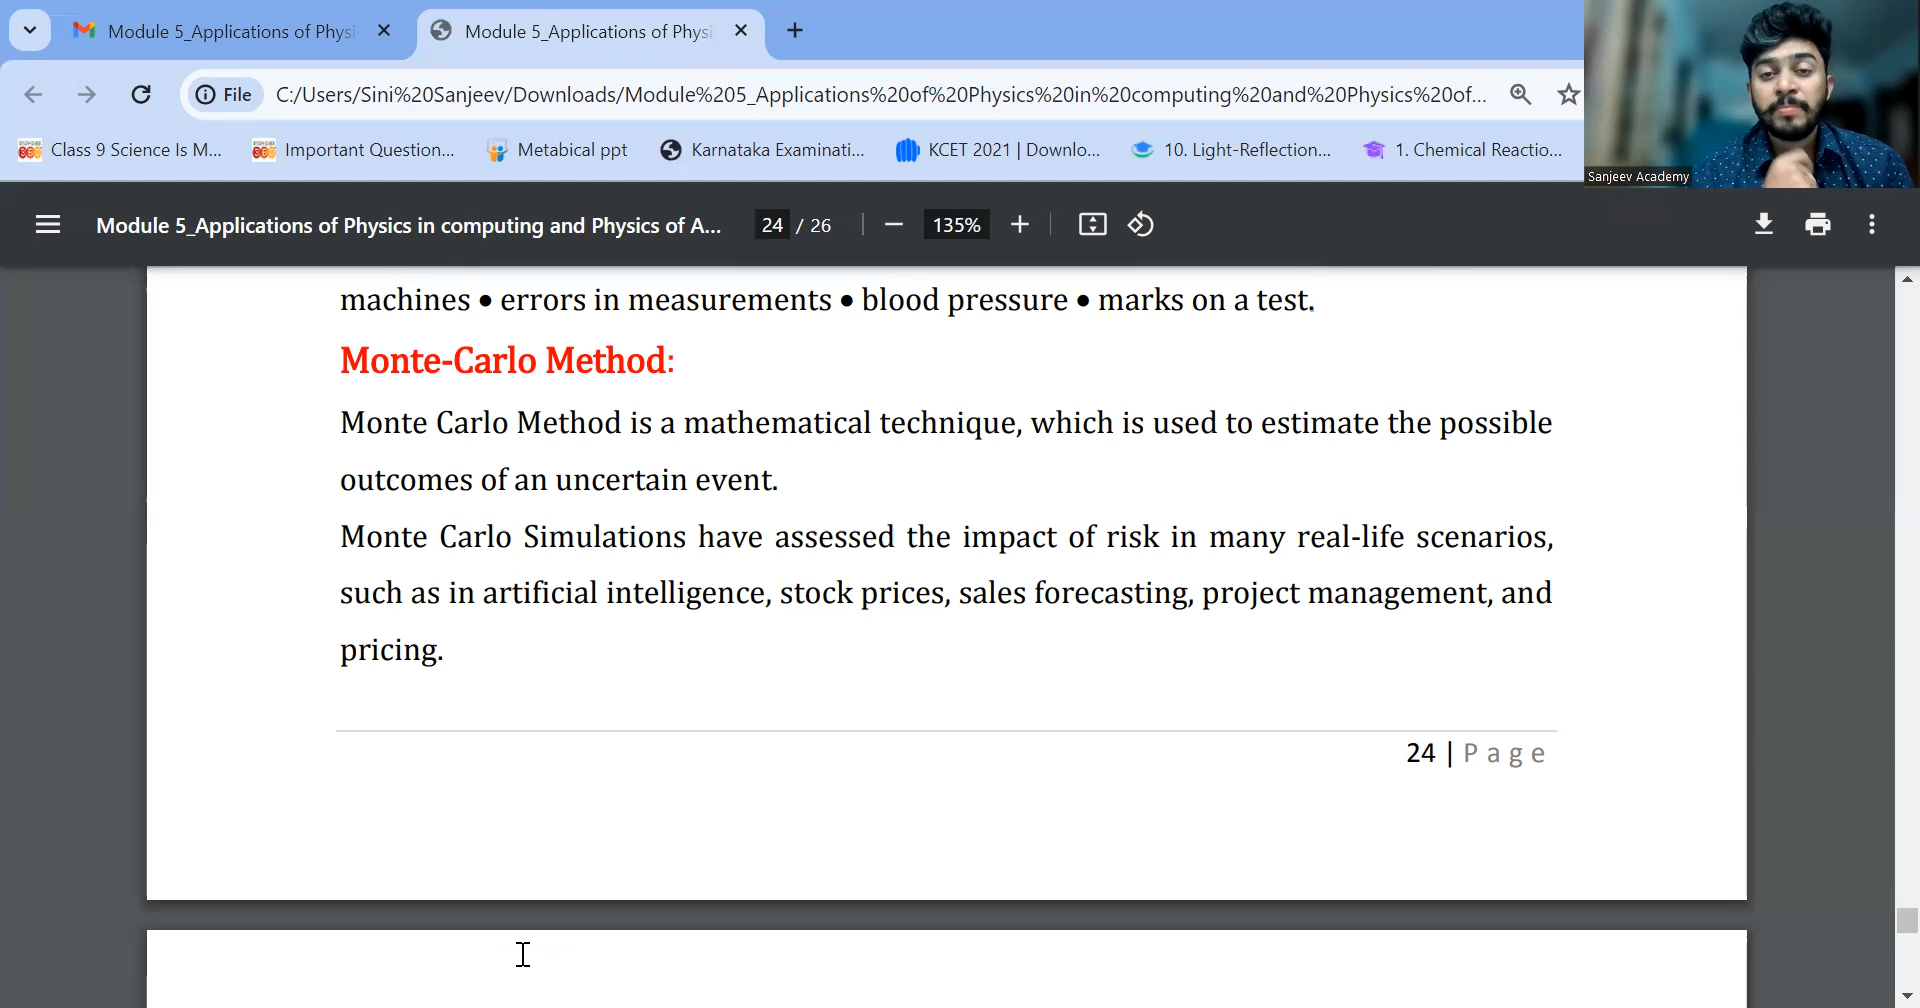 Module 5_Applications of Physi
Module 5_Applications of Physi
File
C:/Users/Sini%20Sanjeev/Downloads/Module%205_Applications%20of%20Physics%20in%20computing%20and%20Physics%20of...
Class 9 Science Is M...
Important Question...
Metabical ppt
Karnataka Examinati...
KCET 2021 | Downlo...
10. Light-Reflection...
1. Chemical Reactio...
Sanjeev Academy
Module 5_Applications of Physics in computing and Physics of A...
24 / 26
135%
machines • errors in measurements • blood pressure • marks on a test.
Monte-Carlo Method:
Monte Carlo Method is a mathematical technique, which is used to estimate the possible
outcomes of an uncertain event.
Monte Carlo Simulations have assessed the impact of risk in many real-life scenarios,
such as in artificial intelligence, stock prices, sales forecasting, project management, and
pricing.
24 | Page